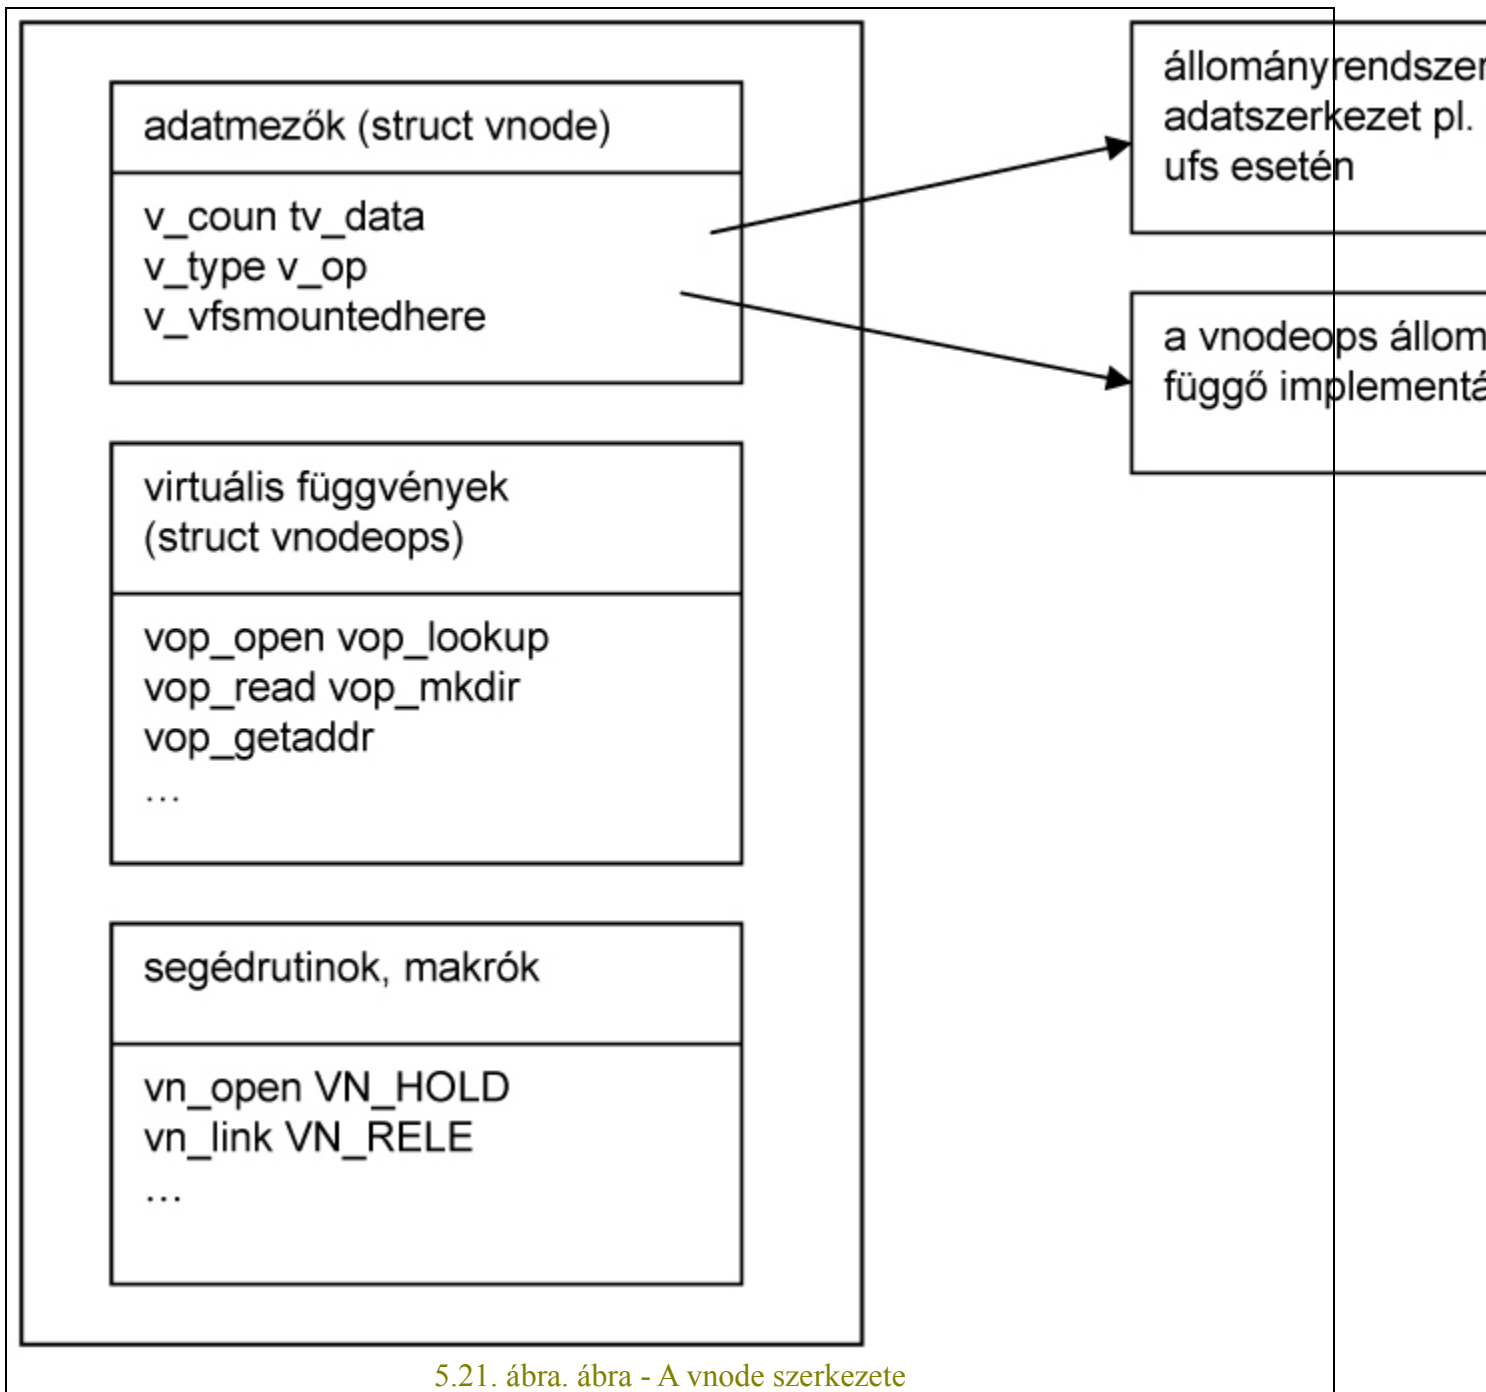 adatmezők (struct vnode)
v_coun tv_data
v_type v_op
v_vfsmountedhere
állományrendszer
adatszerkezet pl.
ufs esetén
a vnodeops állom
függő implementá
virtuális függvények
(struct vnodeops)
vop_open vop_lookup
vop_read vop_mkdir
vop_getaddr
...
segédrutinok, makrók
vn_open VN_HOLD
vn_link VN_RELE
...
5.21. ábra. ábra - A vnode szerkezete